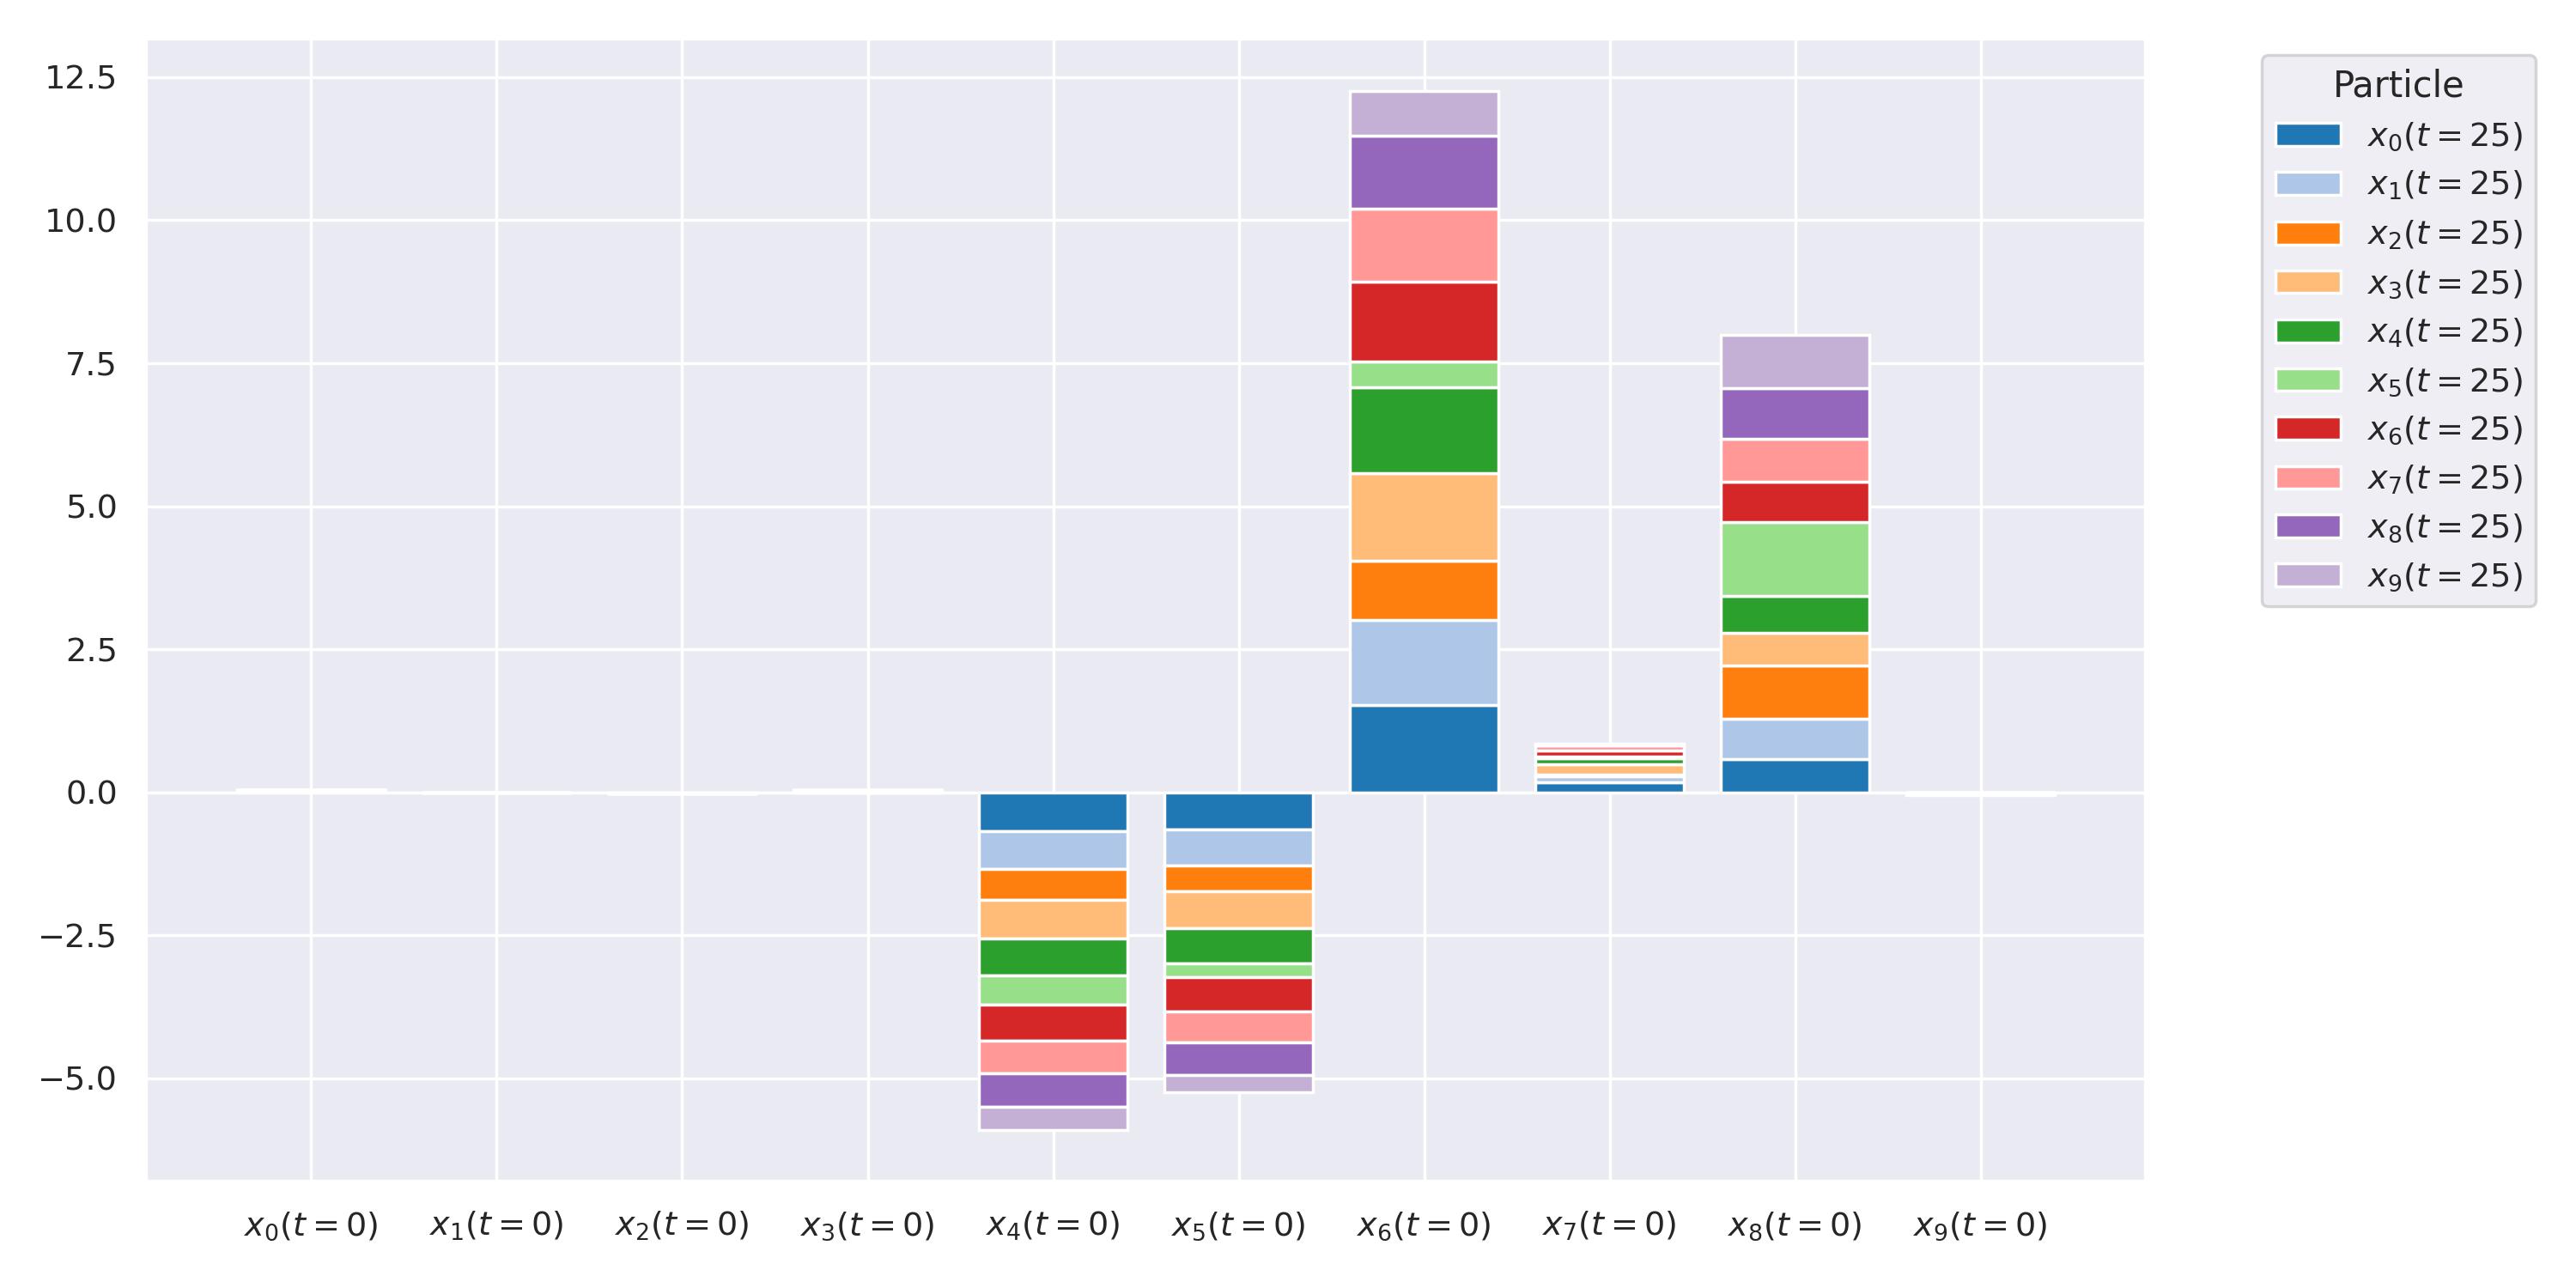 12.5
10.0
7.5
5.0
2.5
0.0
−2.5
−5.0
x₀(t = 0) x₁(t = 0) x₂(t = 0) x₃(t = 0) x₄(t = 0) x₅(t = 0) x₆(t = 0) x₇(t = 0) x₈(t = 0) x₉(t = 0)
Particle
x₀(t = 25)
x₁(t = 25)
x₂(t = 25)
x₃(t = 25)
x₄(t = 25)
x₅(t = 25)
x₆(t = 25)
x₇(t = 25)
x₈(t = 25)
x₉(t = 25)